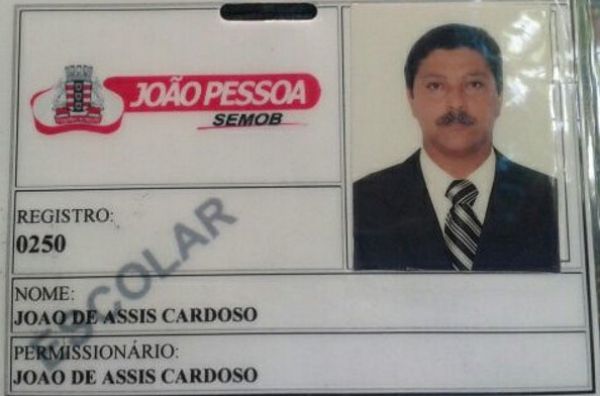 JOÃO PESSOA
SEMOB
REGISTRO:
0250
ESCOLAR
NOME:
JOAO DE ASSIS CARDOSO
PERMISSIONÁRIO:
JOAO DE ASSIS CARDOSO